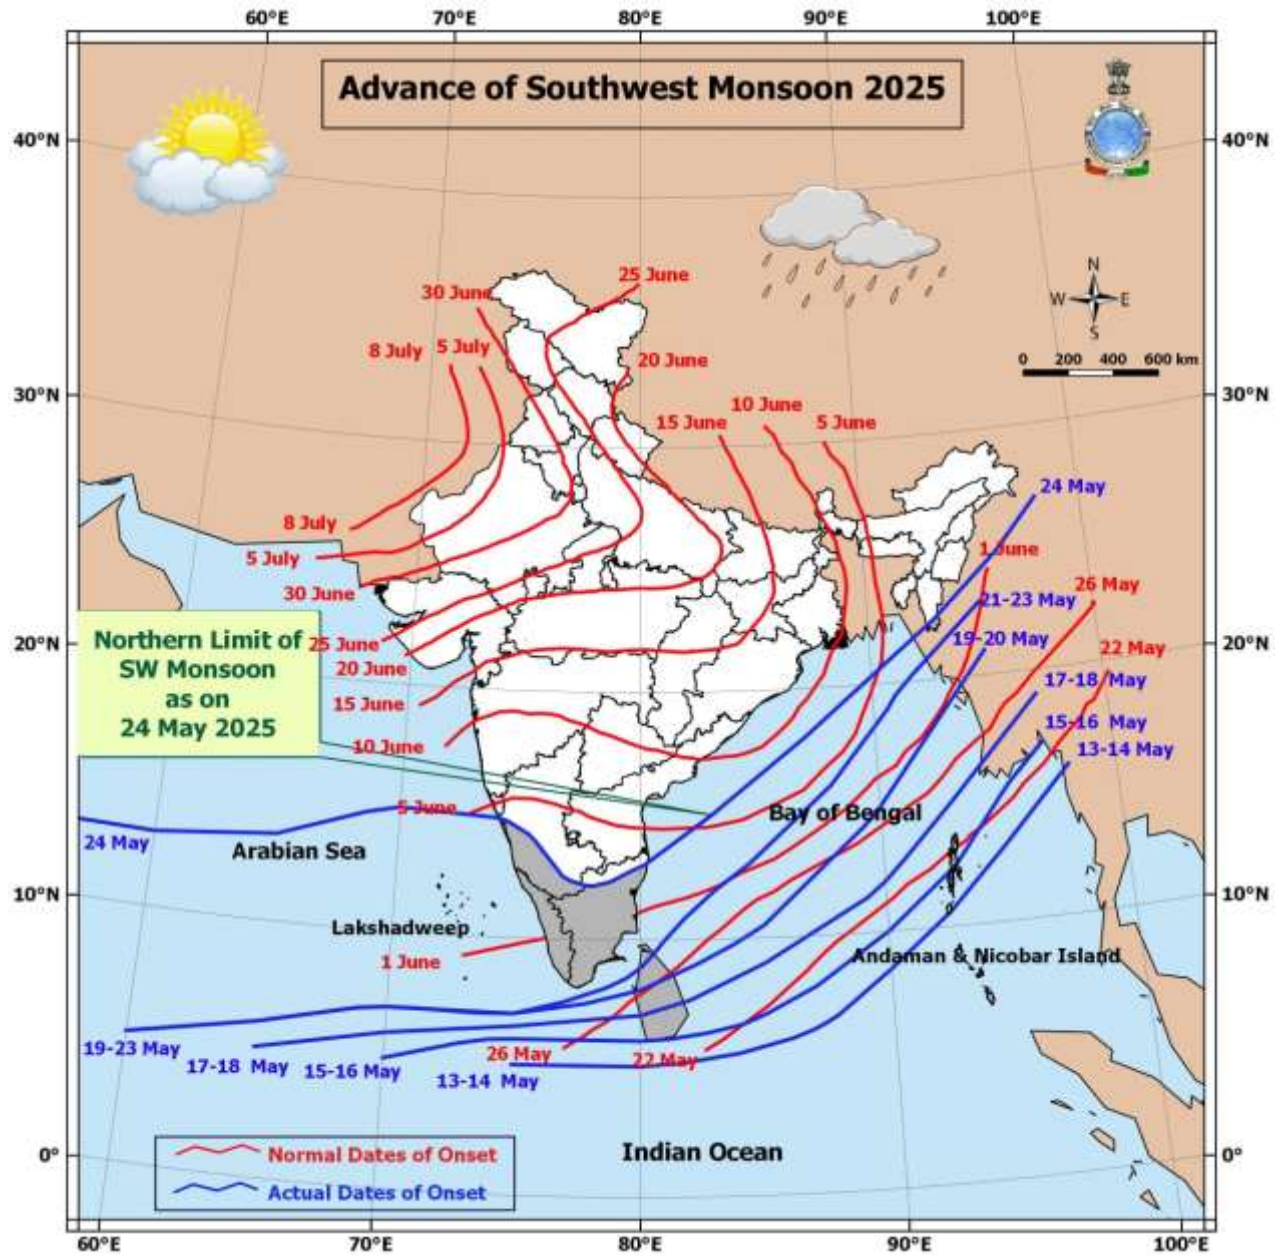 60°E 70°E 80°E 90°E 100°E
Advance of Southwest Monsoon 2025
40°N 40°N
N
W E
S
25 June
30 June
8 July 5 July
20 June
0 200 400 600 km
30°N 30°N
10 June
15 June 5 June
24 May
8 July
5 July
1 June
26 May
30 June
21-23 May
Northern Limit of
SW Monsoon
as on
24 May 2025
25 June
19-20 May
20°N 20°N
22 May
20 June
17-18 May
15 June
15-16 May
10 June
13-14 May
5 June
Bay of Bengal
24 May
Arabian Sea
10°N 10°N
Lakshadweep
1 June
Andaman & Nicobar Island
19-23 May
17-18 May
15-16 May
13-14 May
26 May
22 May
Normal Dates of Onset
Actual Dates of Onset
Indian Ocean
0° 0°
60°E 70°E 80°E 90°E 100°E